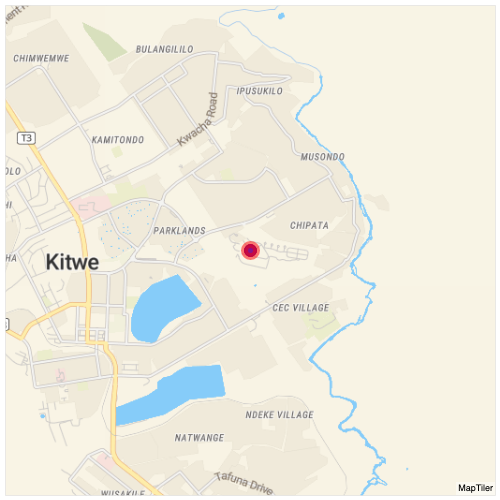 BULANGILILO
CHIMWEMWE
IPUSUKILO
Kwacha Road
T3
KAMITONDO
MUSONDO
PARKLANDS
CHIPATA
Kitwe
CEC VILLAGE
NDEKE VILLAGE
NATWANGE
Tafuna Drive
WUSAKILE
MapTiler